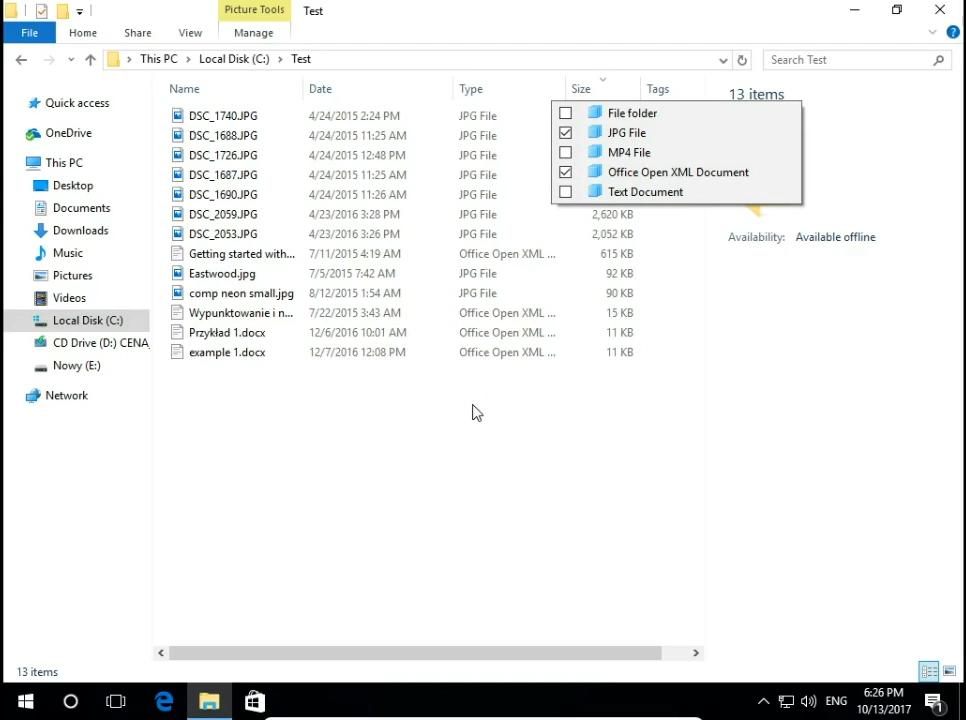 Picture Tools
Test
File
Home
Share
View
Manage
This PC > Local Disk (C:) > Test
Search Test
Name
Date
Type
Size
Tags
13 items
File folder
JPG File
MP4 File
Office Open XML Document
Text Document
Availability: Available offline
Quick access
OneDrive
This PC
Desktop
Documents
Downloads
Music
Pictures
Videos
Local Disk (C:)
CD Drive (D:) CENA
Nowy (E:)
Network
DSC_1740.JPG 4/24/2015 2:24 PM JPG File
DSC_1688.JPG 4/24/2015 11:25 AM JPG File
DSC_1726.JPG 4/24/2015 12:48 PM JPG File
DSC_1687.JPG 4/24/2015 11:25 AM JPG File
DSC_1690.JPG 4/24/2015 11:26 AM JPG File
DSC_2059.JPG 4/23/2016 3:28 PM JPG File 2,620 KB
DSC_2053.JPG 4/23/2016 3:26 PM JPG File 2,052 KB
Getting started with... 7/11/2015 4:19 AM Office Open XML ... 615 KB
Eastwood.jpg 7/5/2015 7:42 AM JPG File 92 KB
comp neon small.jpg 8/12/2015 1:54 AM JPG File 90 KB
Wypunktowanie i n... 7/22/2015 3:43 AM Office Open XML ... 15 KB
Przykład 1.docx 12/6/2016 10:01 AM Office Open XML ... 11 KB
example 1.docx 12/7/2016 12:08 PM Office Open XML ... 11 KB
13 items
ENG
6:26 PM
10/13/2017
1